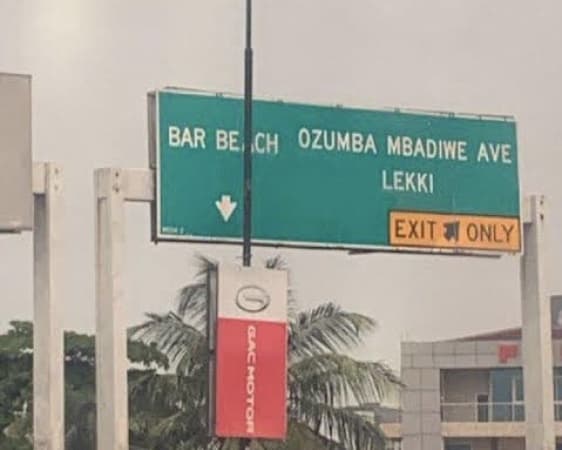 BAR BEACH
OZUMBA MBADIWE AVE
LEKKI
EXIT ONLY
GAC MOTOR